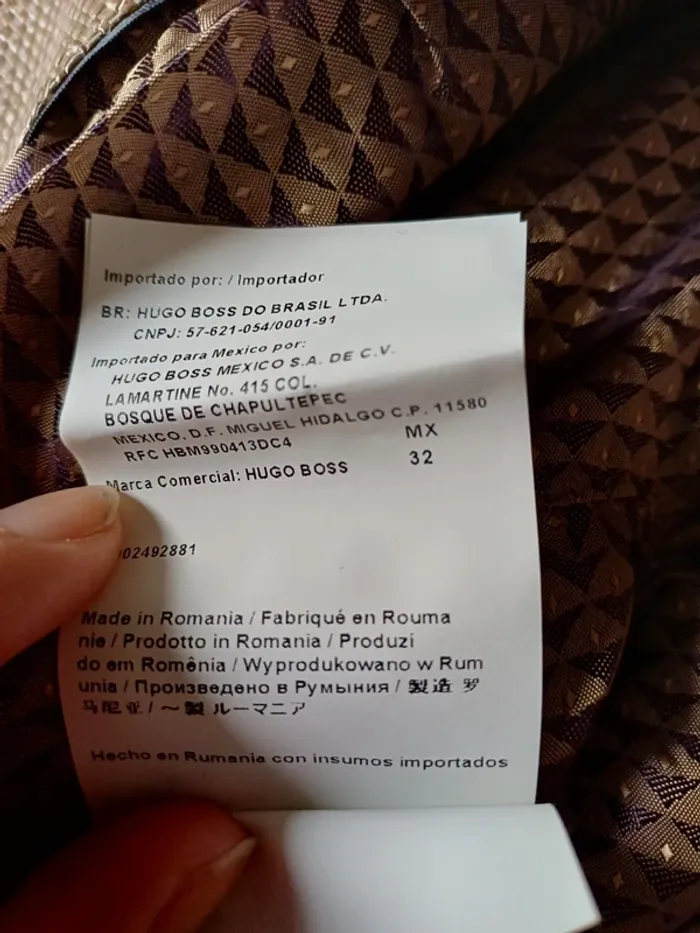 Importado por: / Importador
BR: HUGO BOSS DO BRASIL LTDA.
CNPJ: 57-621-054/0001-91
Importado para Mexico por:
HUGO BOSS MEXICO S.A. DE C.V.
LAMARTINE No. 415 COL.
BOSQUE DE CHAPULTEPEC
MEXICO. D.F. MIGUEL HIDALGO C.P. 11580
RFC HBM990413DC4 MX
Marca Comercial: HUGO BOSS 32
02492881
Made in Romania / Fabriqué en Rouma
nie / Prodotto in Romania / Produzi
do em Romênia / Wyprodukowano w Rum
unia / Произведено в Румыния / 製造 罗
马尼亚 / ～製 ルーマニア
Hecho en Rumania con insumos importados